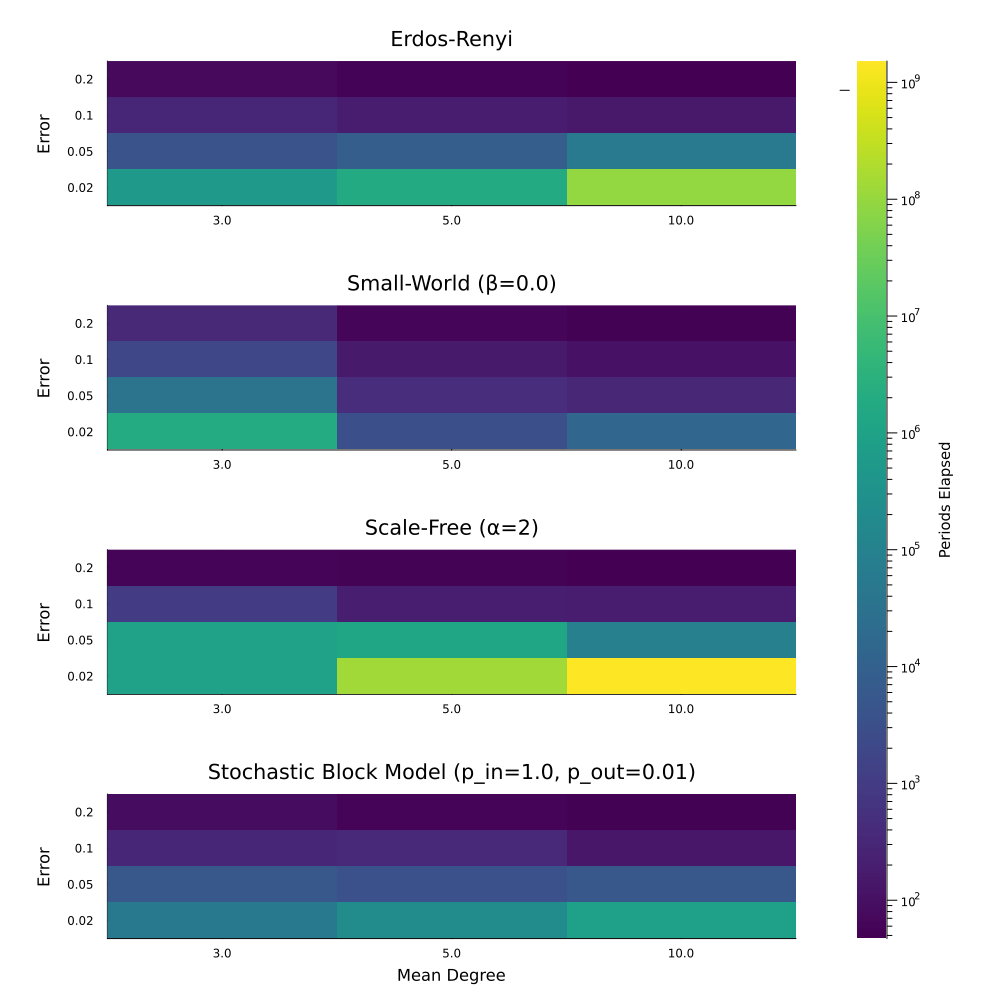 Erdos-Renyi
Error
0.2
0.1
0.05
0.02
3.0 5.0 10.0
Small-World (β=0.0)
Error
0.2
0.1
0.05
0.02
3.0 5.0 10.0
Scale-Free (α=2)
Error
0.2
0.1
0.05
0.02
3.0 5.0 10.0
Stochastic Block Model (p_in=1.0, p_out=0.01)
Error
0.2
0.1
0.05
0.02
3.0 5.0 10.0
Mean Degree
10⁹
10⁸
10⁷
10⁶
10⁵
10⁴
10³
10²
Periods Elapsed